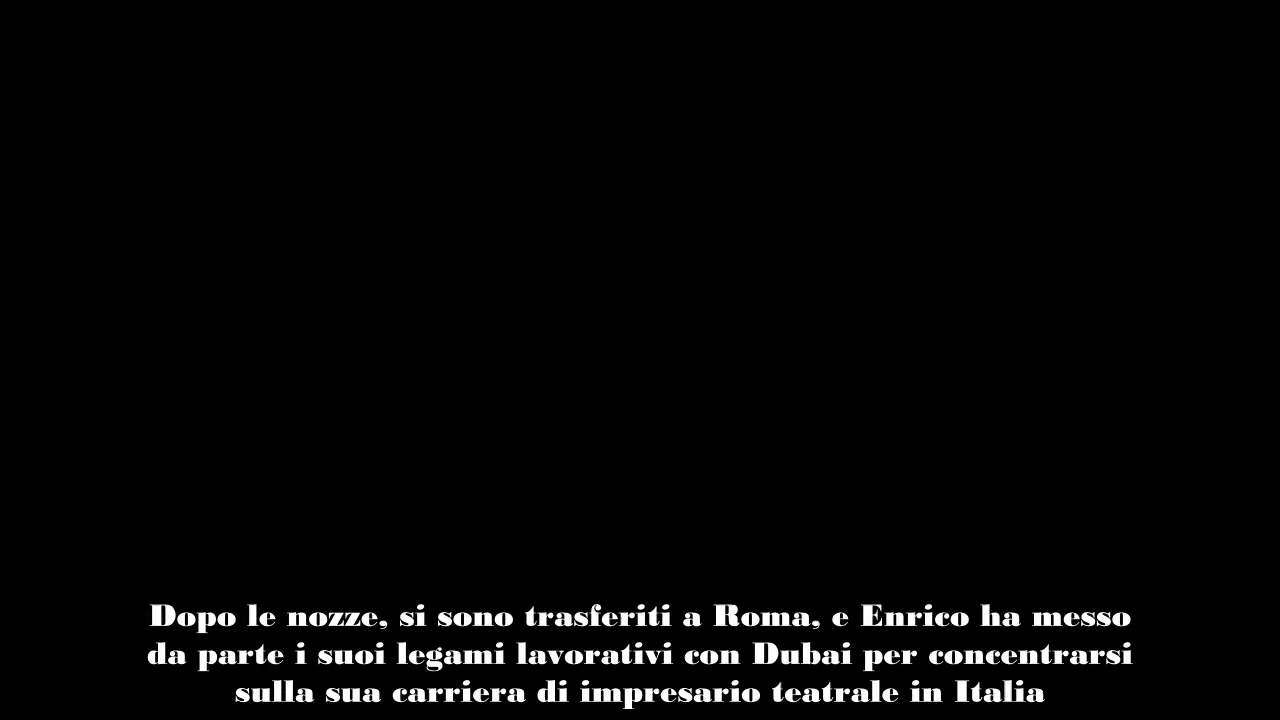 Dopo le nozze, si sono trasferiti a Roma, e Enrico ha messo
da parte i suoi legami lavorativi con Dubai per concentrarsi
sulla sua carriera di impresario teatrale in Italia